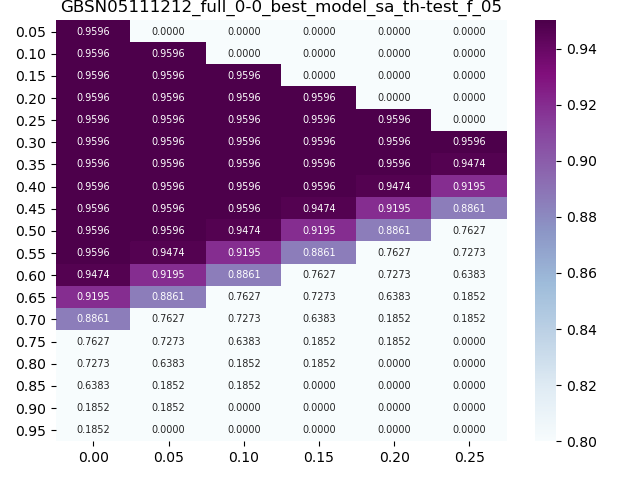 GBSN05111212_full_0-0_best_model_sa_th-test_f_05
0.05 0.9596 0.0000 0.0000 0.0000 0.0000 0.0000
0.10 0.9596 0.9596 0.0000 0.0000 0.0000 0.0000
0.15 0.9596 0.9596 0.9596 0.0000 0.0000 0.0000
0.20 0.9596 0.9596 0.9596 0.9596 0.0000 0.0000
0.25 0.9596 0.9596 0.9596 0.9596 0.9596 0.0000
0.30 0.9596 0.9596 0.9596 0.9596 0.9596 0.9596
0.35 0.9596 0.9596 0.9596 0.9596 0.9596 0.9474
0.40 0.9596 0.9596 0.9596 0.9596 0.9474 0.9195
0.45 0.9596 0.9596 0.9596 0.9474 0.9195 0.8861
0.50 0.9596 0.9596 0.9474 0.9195 0.8861 0.7627
0.55 0.9596 0.9474 0.9195 0.8861 0.7627 0.7273
0.60 0.9474 0.9195 0.8861 0.7627 0.7273 0.6383
0.65 0.9195 0.8861 0.7627 0.7273 0.6383 0.1852
0.70 0.8861 0.7627 0.7273 0.6383 0.1852 0.1852
0.75 0.7627 0.7273 0.6383 0.1852 0.1852 0.0000
0.80 0.7273 0.6383 0.1852 0.1852 0.0000 0.0000
0.85 0.6383 0.1852 0.1852 0.0000 0.0000 0.0000
0.90 0.1852 0.1852 0.0000 0.0000 0.0000 0.0000
0.95 0.1852 0.0000 0.0000 0.0000 0.0000 0.0000
0.00 0.05 0.10 0.15 0.20 0.25
0.94
0.92
0.90
0.88
0.86
0.84
0.82
0.80